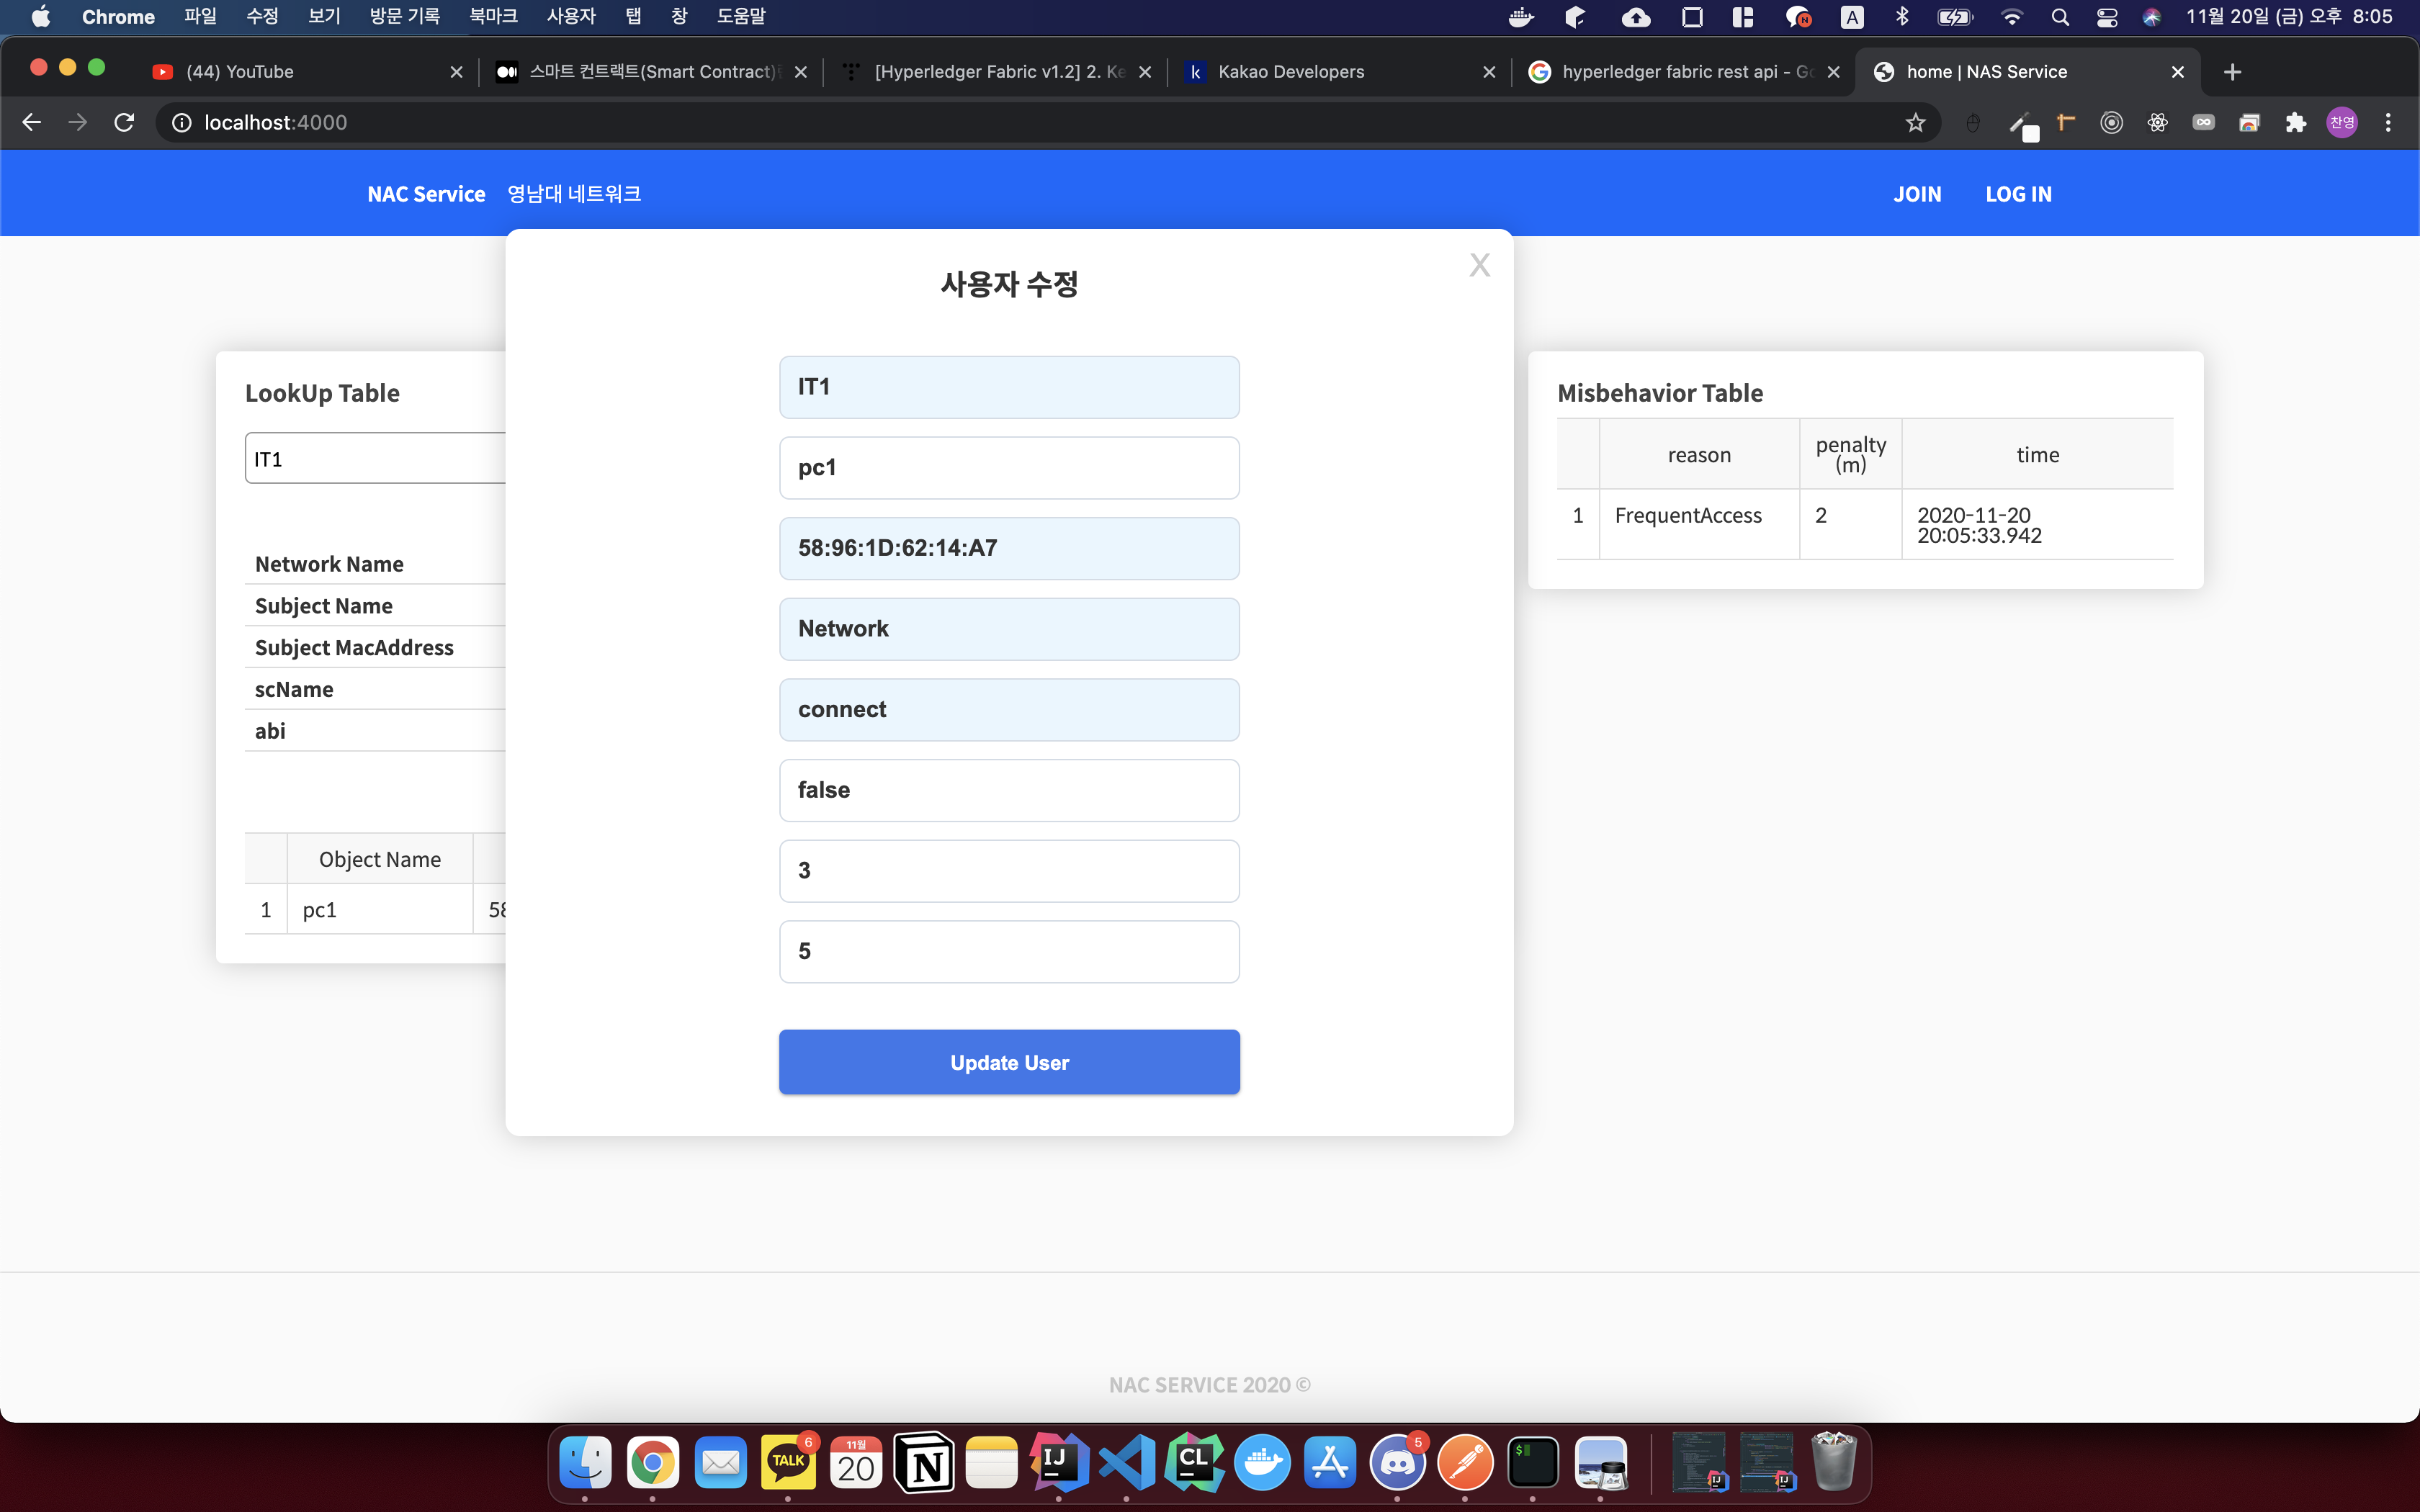 Chrome 파일 수정 보기 방문 기록 북마크 사용자 탭 창 도움말 A 11월 20일 (금) 오후 8:05
(44) YouTube
스마트 컨트랙트(Smart Contract)
[Hyperledger Fabric v1.2] 2. Ke
Kakao Developers
hyperledger fabric rest api - Go
home | NAS Service
localhost:4000
찬영
NAC Service 영남대 네트워크 JOIN LOG IN
사용자 수정
X
IT1
pc1
58:96:1D:62:14:A7
Network
connect
false
3
5
Update User
LookUp Table
IT1
Network Name
Subject Name
Subject MacAddress
scName
abi
Object Name
1 pc1 58
Misbehavior Table
reason penalty (m) time
1 FrequentAccess 2 2020-11-20 20:05:33.942
NAC SERVICE 2020 ©
TALK 6
11월
20
N
IJ
CL
5
$
IJ
IJ